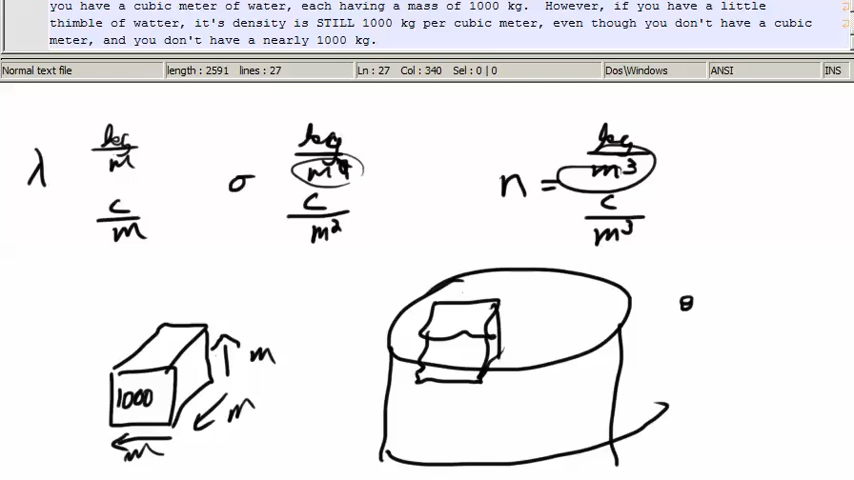 you have a cubic meter of water, each having a mass of 1000 kg.  However, if you have a little
thimble of watter, it's density is STILL 1000 kg per cubic meter, even though you don't have a cubic
meter, and you don't have a nearly 1000 kg.
Normal text file length : 2591 lines : 27 Ln : 27 Col : 340 Sel : 0 | 0 Dos\Windows ANSI INS
λ kg/m σ kg/m² n = kg/m³
C/m C/m² C/m³
1000 m
m
m